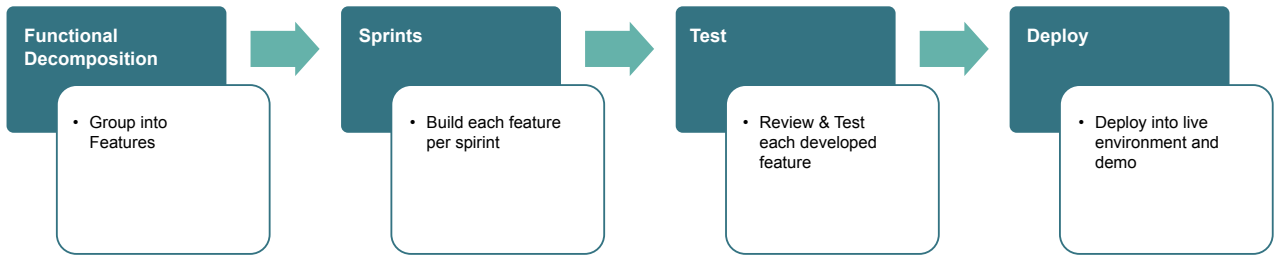 Functional
Decomposition
• Group into
Features
Sprints
• Build each feature
per spirint
Test
• Review & Test
each developed
feature
Deploy
• Deploy into live
environment and
demo